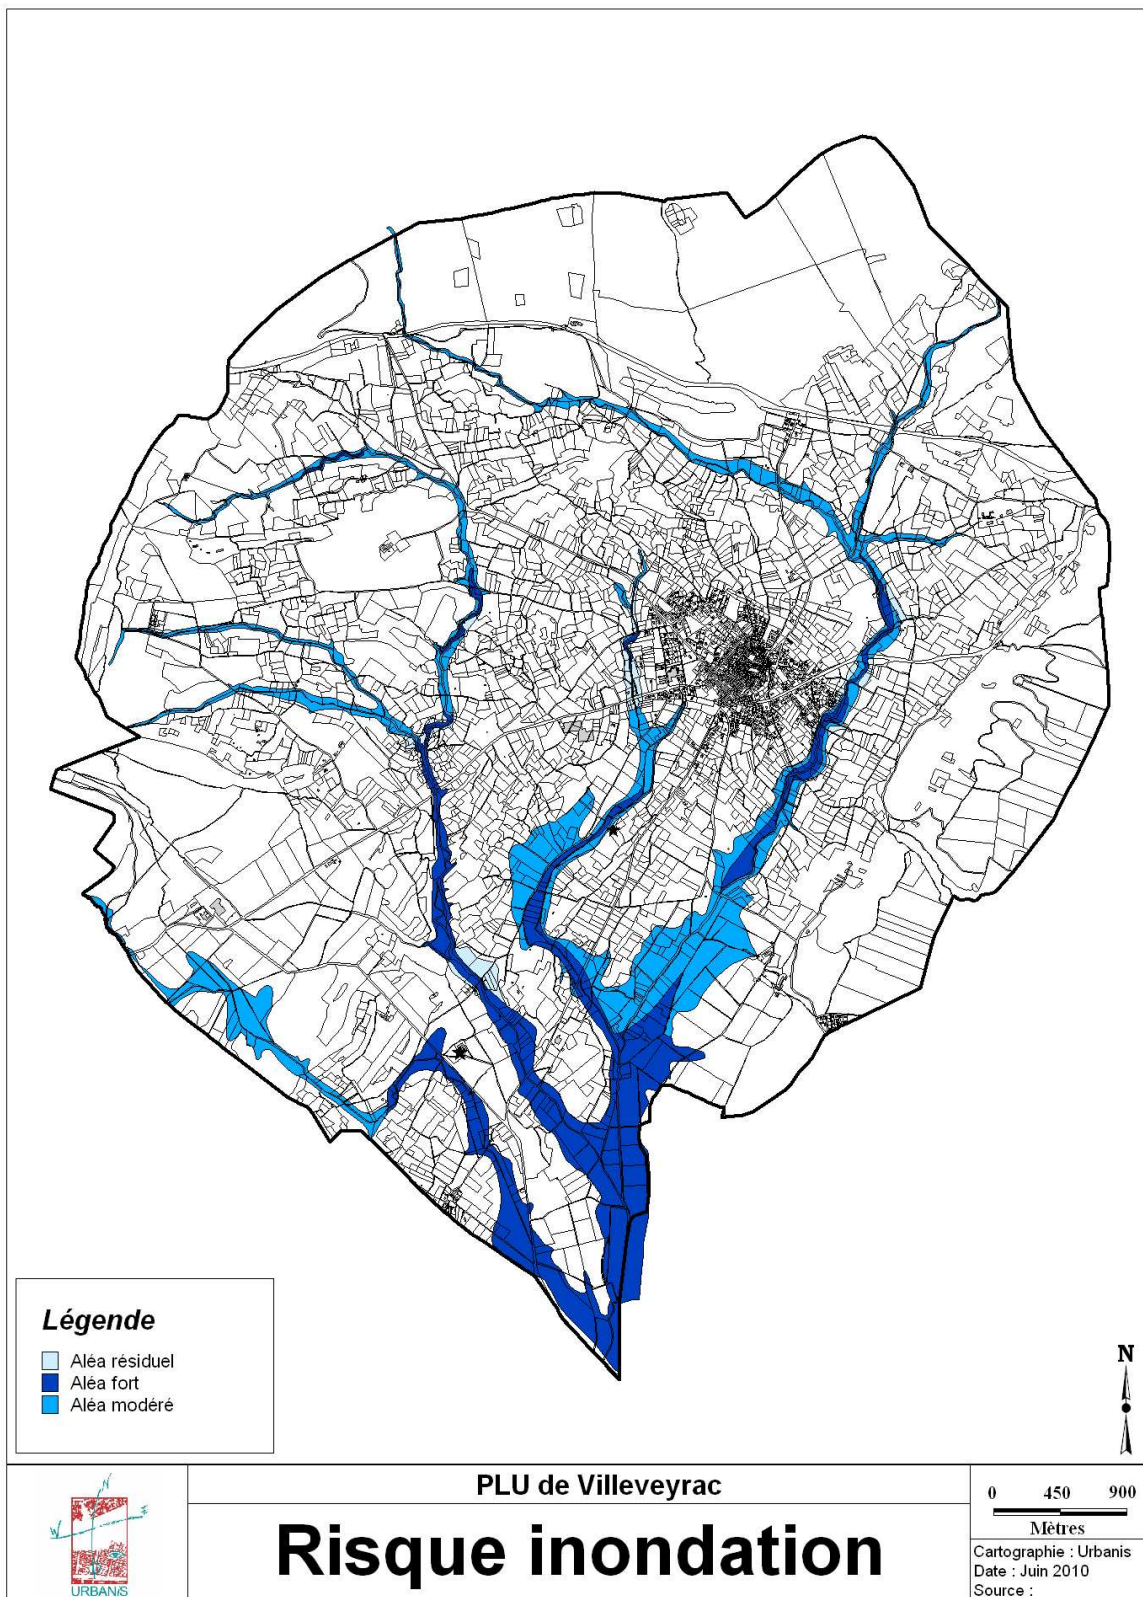 Légende
Aléa résiduel
Aléa fort
Aléa modéré
N
N
W
E
URBANIS
PLU de Villeveyrac
Risque inondation
0 450 900
Mètres
Cartographie : Urbanis
Date : Juin 2010
Source :